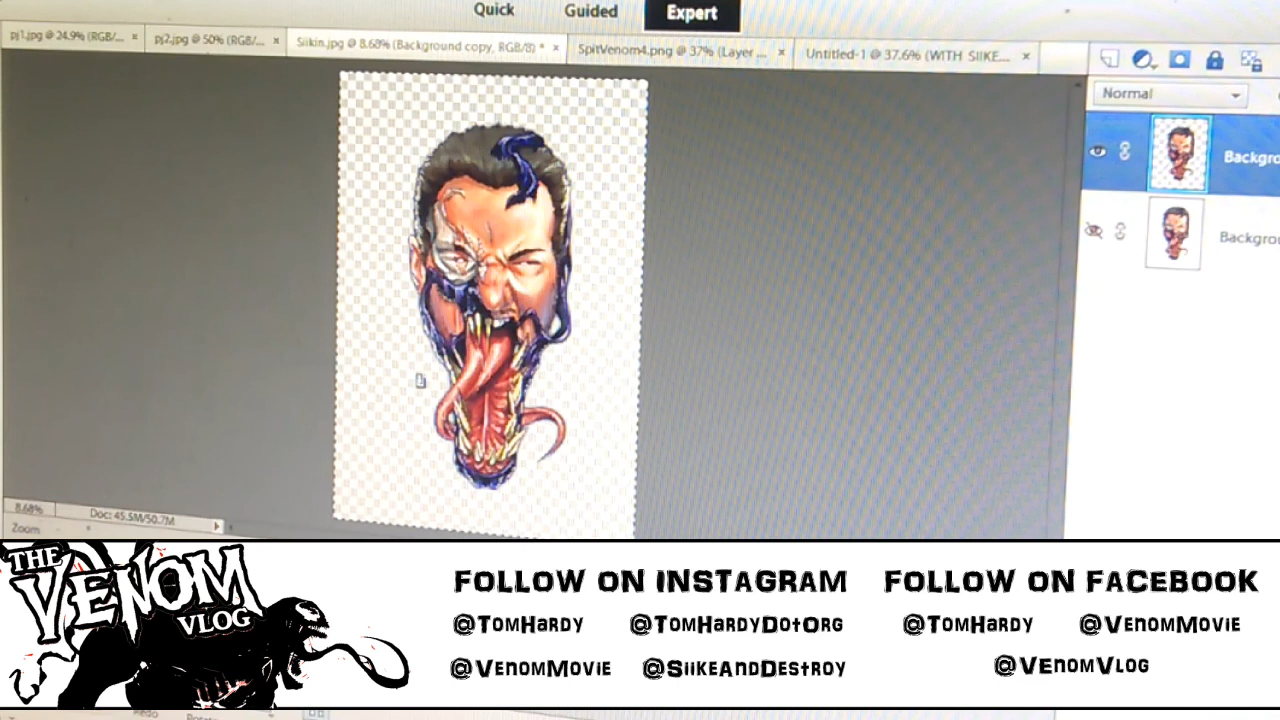 Quick Guided Expert
pj1.jpg @ 24.9% (RGB/... × pj2.jpg @ 50% (RGB/... × Siikin.jpg @ 8.68% (Background copy, RGB/8) * × SpitVenom4.png @ 37% (Layer ... × Untitled-1 @ 37.6% (WITH SIIKE... ×
Normal
Backgro
Backgro
8.68% Doc: 45.5M/50.7M
Zoom
THE
VENOM
VLOG
FOLLOW ON INSTAGRAM FOLLOW ON FACEBOOK
@TomHardy @TomHardyDotOrg @TomHardy @VenomMovie
@VenomMovie @SiikeAndDestroy @VEnomVlog